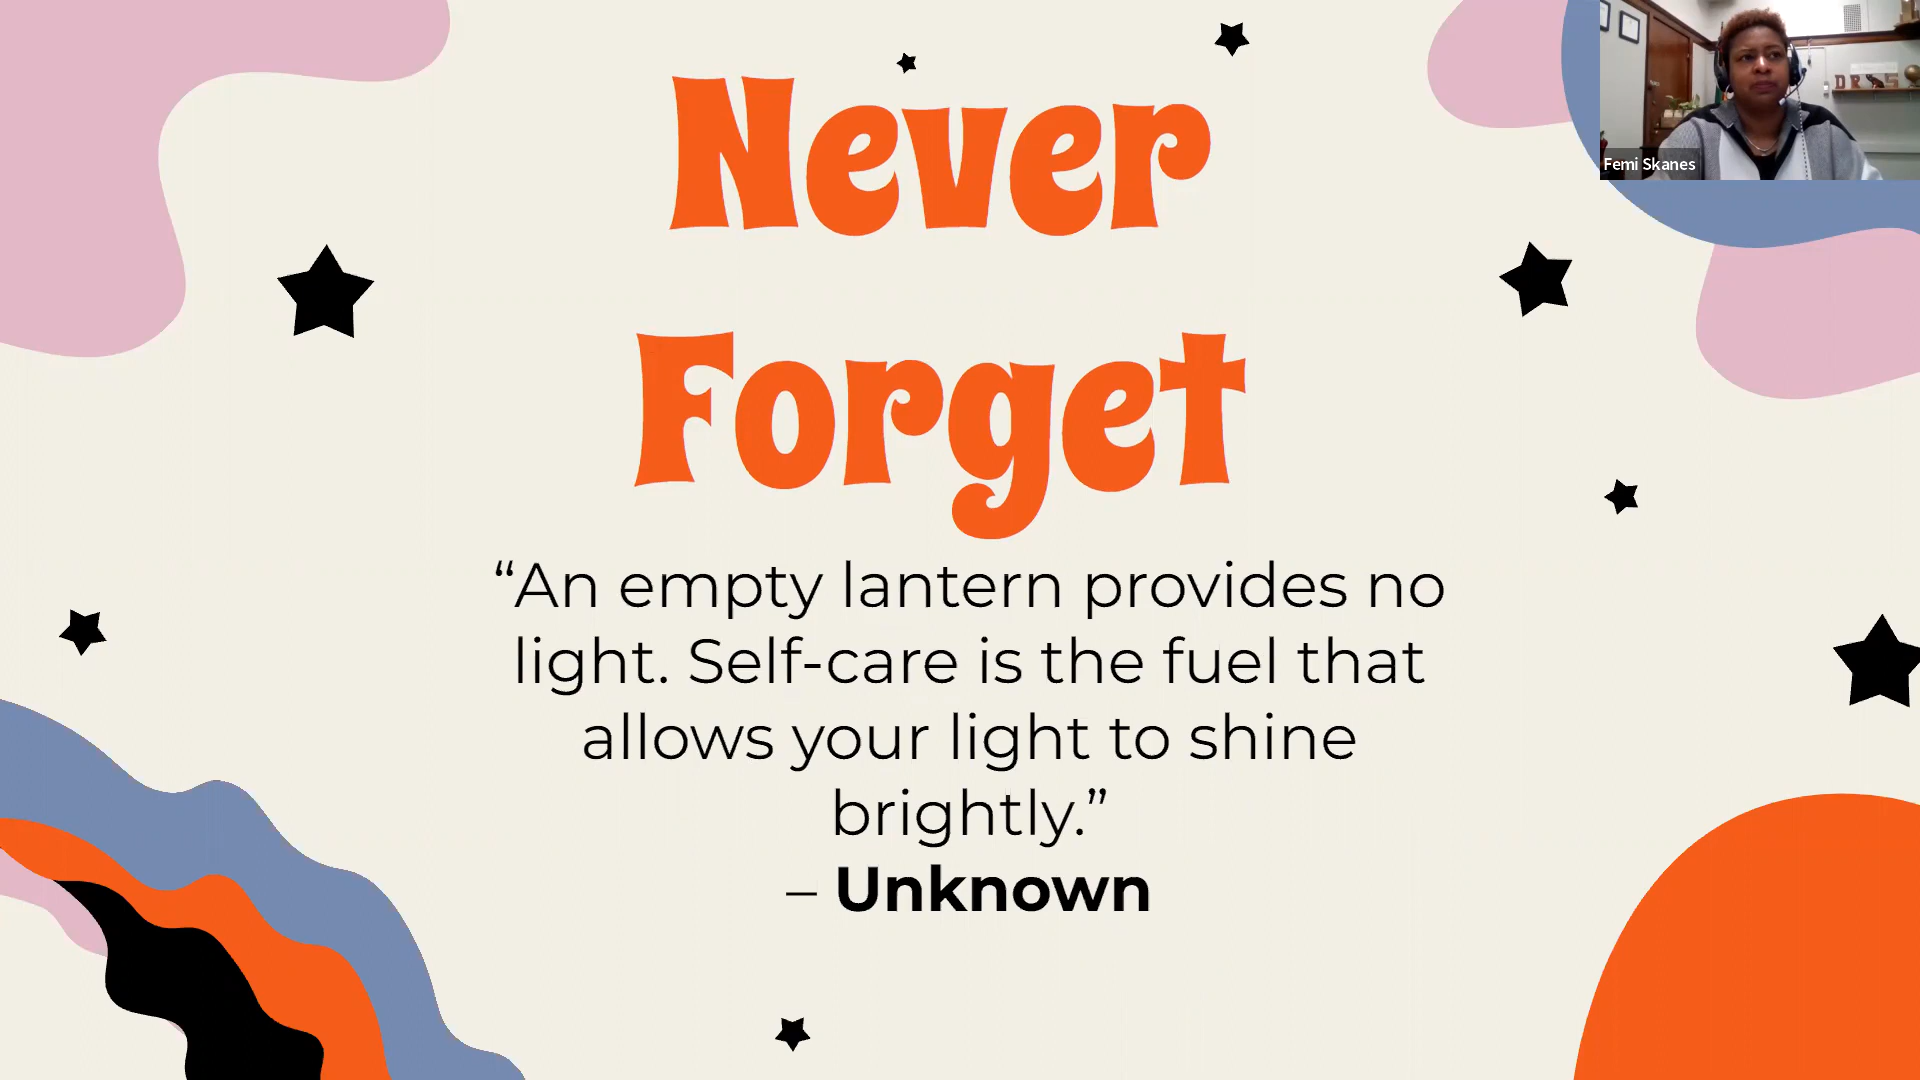 Never
Forget
“An empty lantern provides no
light. Self-care is the fuel that
allows your light to shine
brightly.”
– Unknown
Femi Skanes